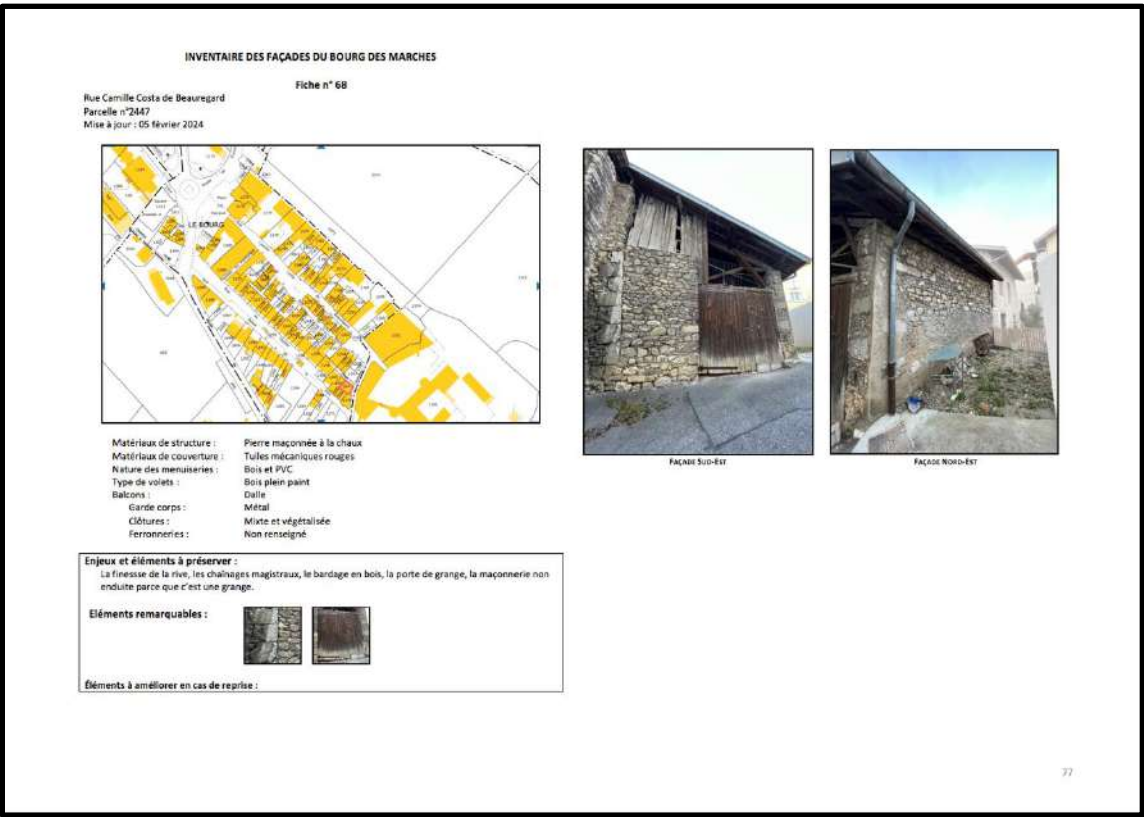 INVENTAIRE DES FAÇADES DU BOURG DES MARCHES
Fiche n° 68
Rue Camille Costa de Beauregard
Parcelle n°2447
Mise à jour : 05 février 2024
LE BOURG
Matériaux de structure : Pierre maçonnée à la chaux
Matériaux de couverture : Tuiles mécaniques rouges
Nature des menuiseries : Bois et PVC
Type de volets : Bois plein paint
Balcons : Dalle
Garde corps : Métal
Clôtures : Mixte et végétalisée
Ferronneries : Non renseigné
FAÇADE SUD-EST
FAÇADE NORD-EST
Enjeux et éléments à préserver :
La finessse de la rive, les chaînages magistraux, le bardage en bois, la porte de grange, la maçonnerie non
enduite parce que c'est une grange.
Eléments remarquables :
Éléments à améliorer en cas de reprise :
77